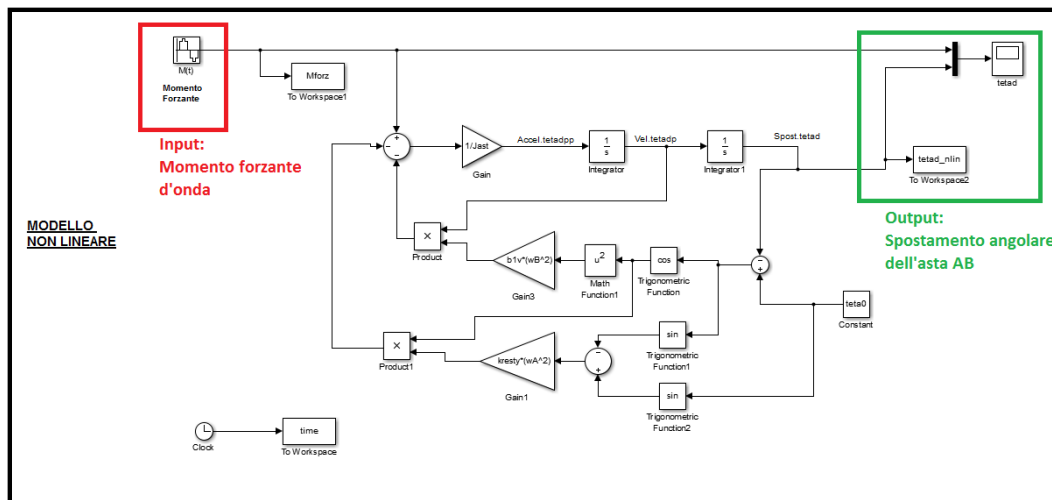 M(t)
Momento
Forzante
Mforz
To Workspace1
Input:
Momento forzante
d'onda
+
−
−
1/Jast
Gain
Accel.tetadpp
1
s
Integrator
Vel.tetadp
1
s
Integrator1
Spost.tetad
tetad
tetad_nlin
To Workspace2
Output:
Spostamento angolare
dell'asta AB
MODELLO
NON LINEARE
×
Product
b1v*(wB^2)
Gain3
u²
Math
Function1
cos
Trigonometric
Function
−
+
teta0
Constant
×
Product1
kresty*(wA^2)
Gain1
−
+
sin
Trigonometric
Function1
sin
Trigonometric
Function2
Clock
time
To Workspace